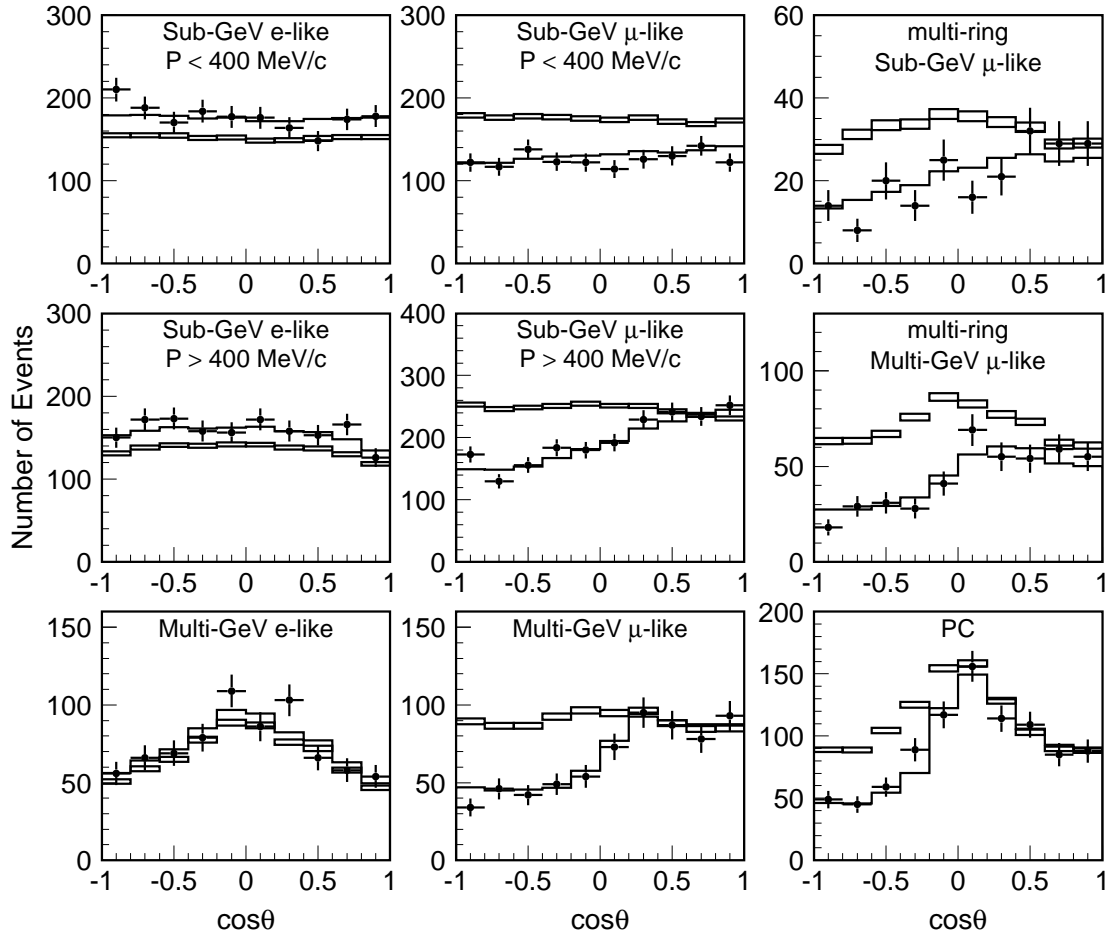 Number of Events
Sub-GeV e-like
P < 400 MeV/c
300
200
100
0
-1 -0.5 0 0.5 1
Sub-GeV μ-like
P < 400 MeV/c
300
200
100
0
-1 -0.5 0 0.5 1
multi-ring
Sub-GeV μ-like
60
40
20
0
-1 -0.5 0 0.5 1
Sub-GeV e-like
P > 400 MeV/c
300
200
100
0
-1 -0.5 0 0.5 1
Sub-GeV μ-like
P > 400 MeV/c
400
300
200
100
0
-1 -0.5 0 0.5 1
multi-ring
Multi-GeV μ-like
100
50
0
-1 -0.5 0 0.5 1
Multi-GeV e-like
150
100
50
0
-1 -0.5 0 0.5 1
cosθ
Multi-GeV μ-like
150
100
50
0
-1 -0.5 0 0.5 1
cosθ
PC
200
150
100
50
0
-1 -0.5 0 0.5 1
cosθ